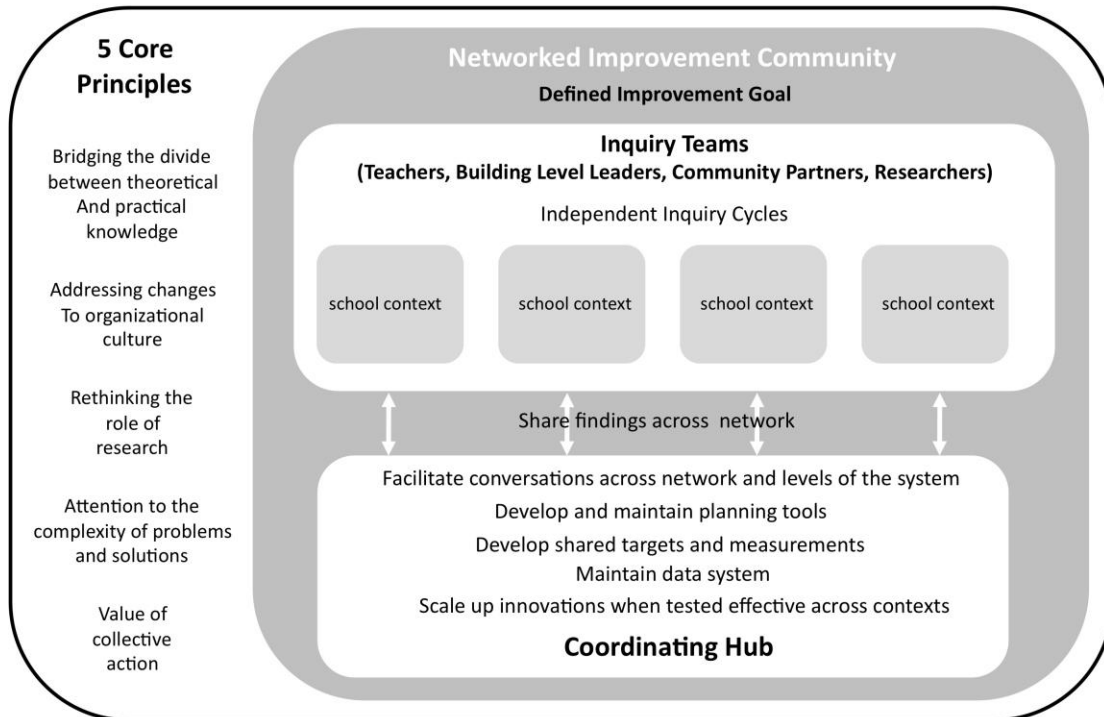 5 Core
Principles
Bridging the divide
between theoretical
And practical
knowledge
Addressing changes
To organizational
culture
Rethinking the
role of
research
Attention to the
complexity of problems
and solutions
Value of
collective
action
Networked Improvement Community
Defined Improvement Goal
Inquiry Teams
(Teachers, Building Level Leaders, Community Partners, Researchers)
Independent Inquiry Cycles
school context
school context
school context
school context
Share findings across network
Facilitate conversations across network and levels of the system
Develop and maintain planning tools
Develop shared targets and measurements
Maintain data system
Scale up innovations when tested effective across contexts
Coordinating Hub